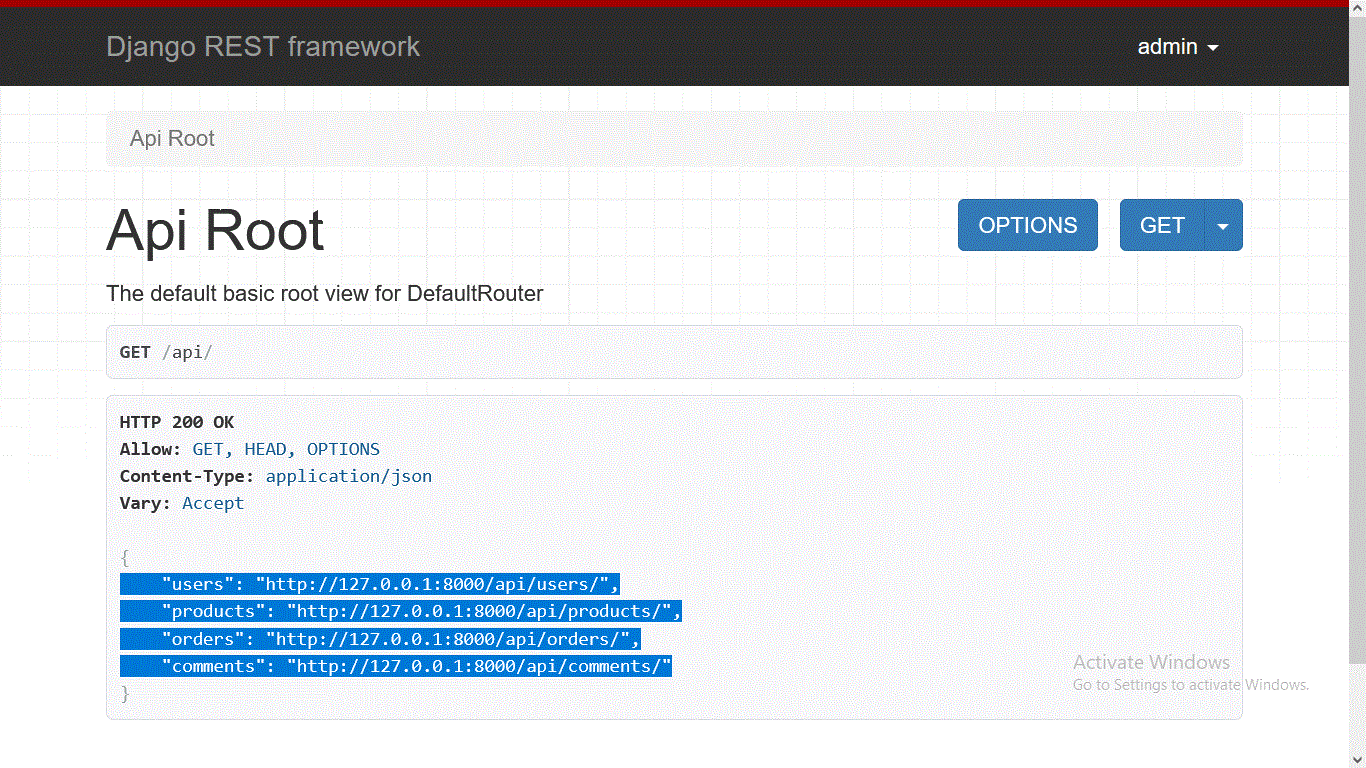 Django REST framework
admin
Api Root
Api Root
OPTIONS
GET
The default basic root view for DefaultRouter
GET /api/
HTTP 200 OK
Allow: GET, HEAD, OPTIONS
Content-Type: application/json
Vary: Accept
{
    "users": "http://127.0.0.1:8000/api/users/",
    "products": "http://127.0.0.1:8000/api/products/",
    "orders": "http://127.0.0.1:8000/api/orders/",
    "comments": "http://127.0.0.1:8000/api/comments/"
}
Activate Windows
Go to Settings to activate Windows.